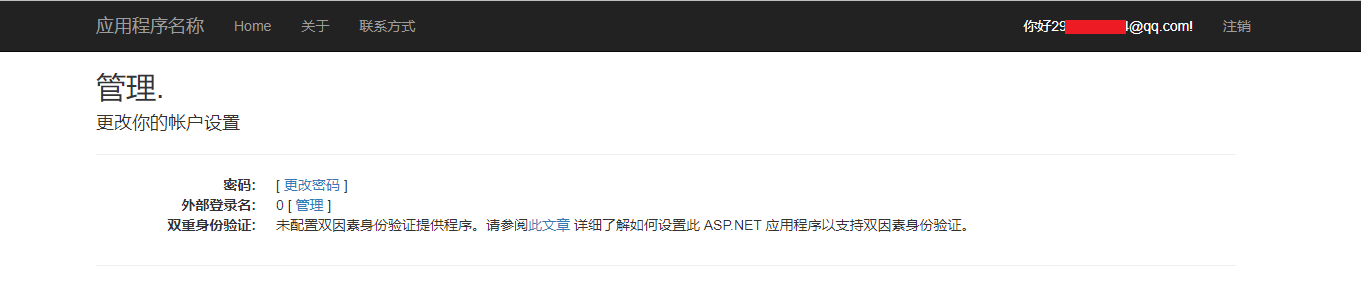 应用程序名称 Home 关于 联系方式 你好29 4@qq.com! 注销
管理.
更改你的帐户设置
密码: [ 更改密码 ]
外部登录名: 0 [ 管理 ]
双重身份验证: 未配置双因素身份验证提供程序。请参阅此文章 详细了解如何设置此 ASP.NET 应用程序以支持双因素身份验证。